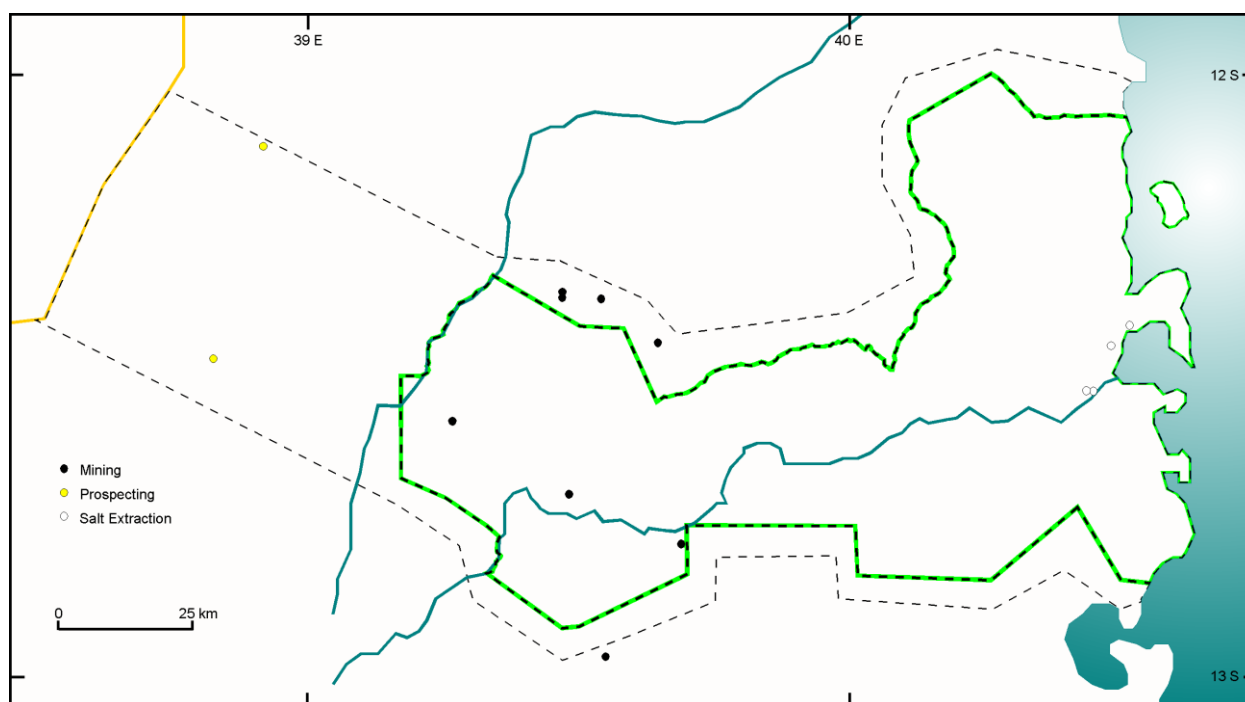 39 E
40 E
12 S
Mining
Prospecting
Salt Extraction
0
25 km
13 S